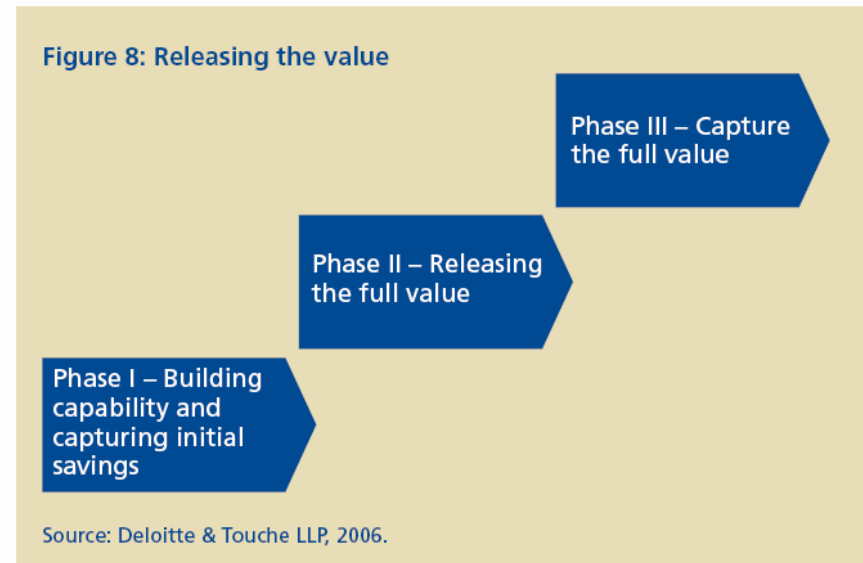 Figure 8: Releasing the value
Phase III – Capture
the full value
Phase II – Releasing
the full value
Phase I – Building
capability and
capturing initial
savings
Source: Deloitte & Touche LLP, 2006.